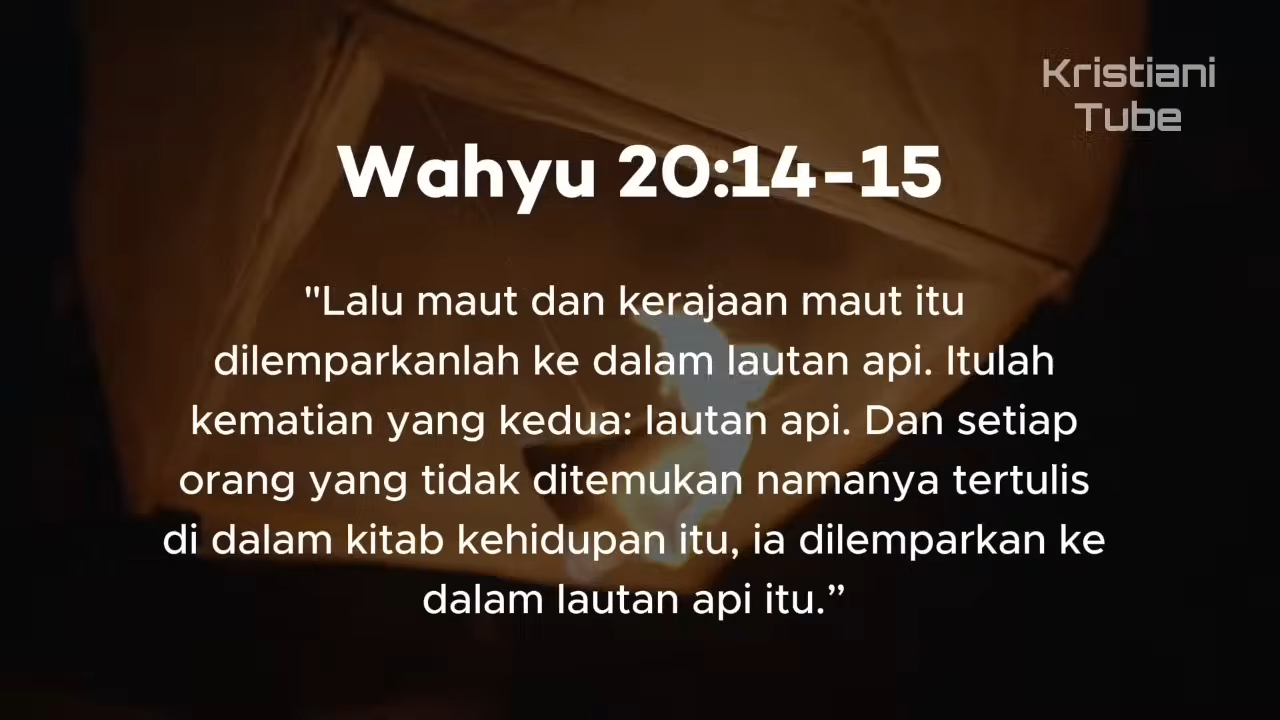 Kristiani
Tube
Wahyu 20:14-15
"Lalu maut dan kerajaan maut itu
dilemparkanlah ke dalam lautan api. Itulah
kematian yang kedua: lautan api. Dan setiap
orang yang tidak ditemukan namanya tertulis
di dalam kitab kehidupan itu, ia dilemparkan ke
dalam lautan api itu.”